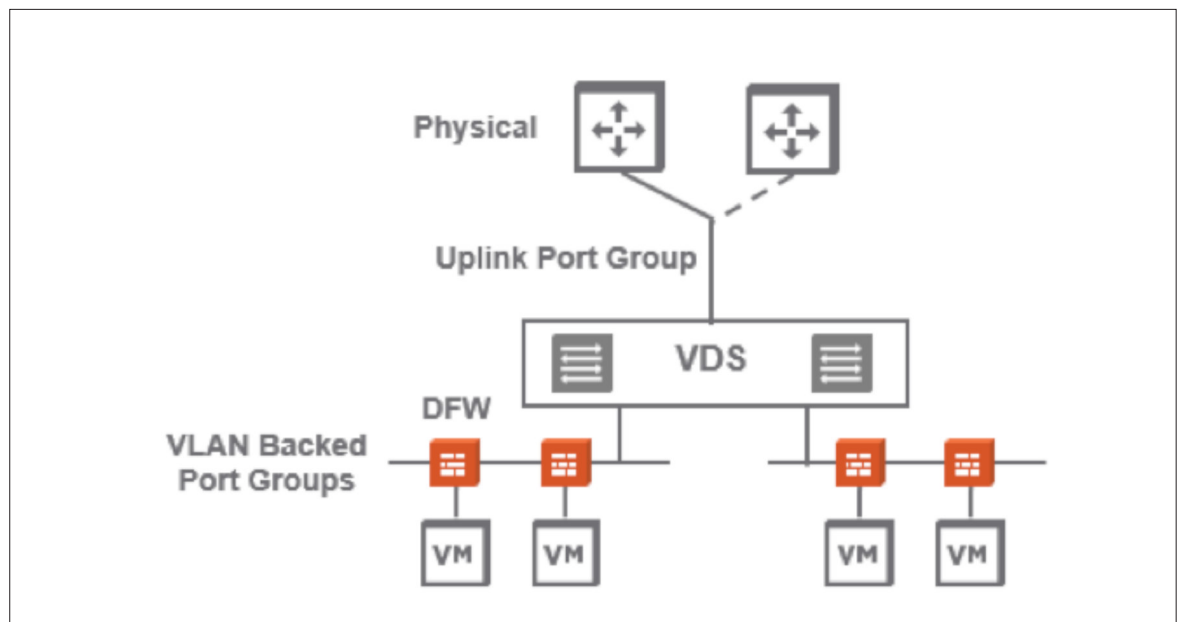 Physical
Uplink Port Group
VDS
DFW
VLAN Backed
Port Groups
VM
VM
VM
VM